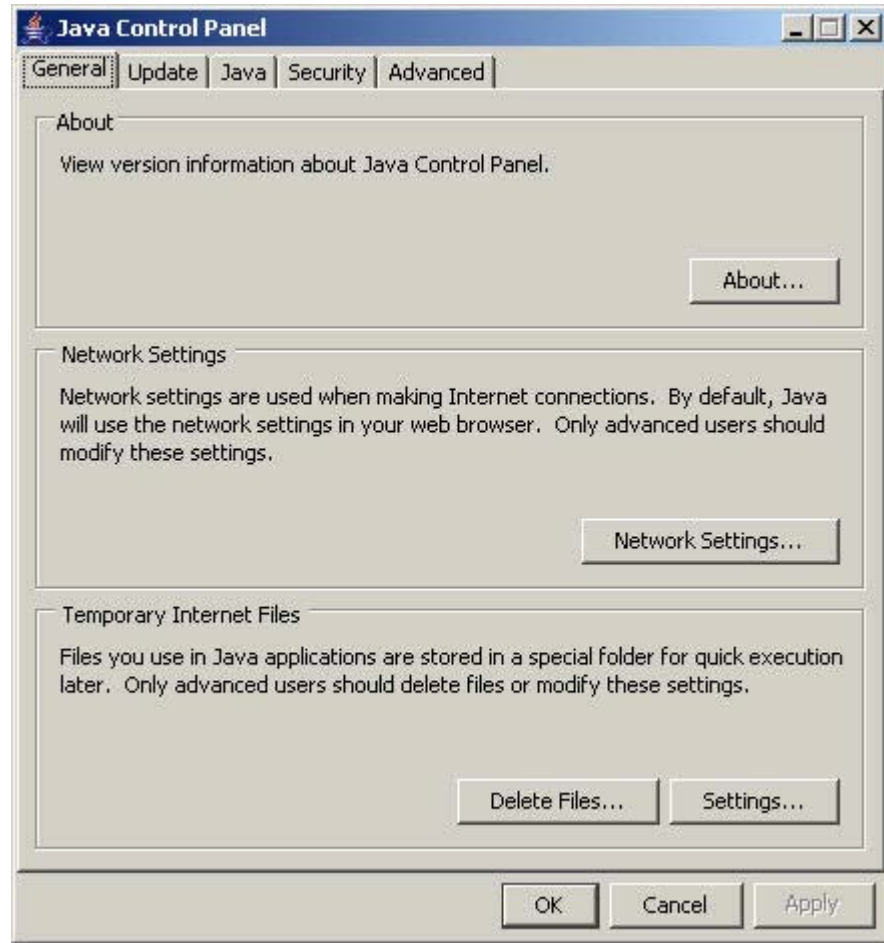 Java Control Panel
General Update Java Security Advanced
About
View version information about Java Control Panel.
About...
Network Settings
Network settings are used when making Internet connections.  By default, Java
will use the network settings in your web browser.  Only advanced users should
modify these settings.
Network Settings...
Temporary Internet Files
Files you use in Java applications are stored in a special folder for quick execution
later.  Only advanced users should delete files or modify these settings.
Delete Files... Settings...
OK Cancel Apply